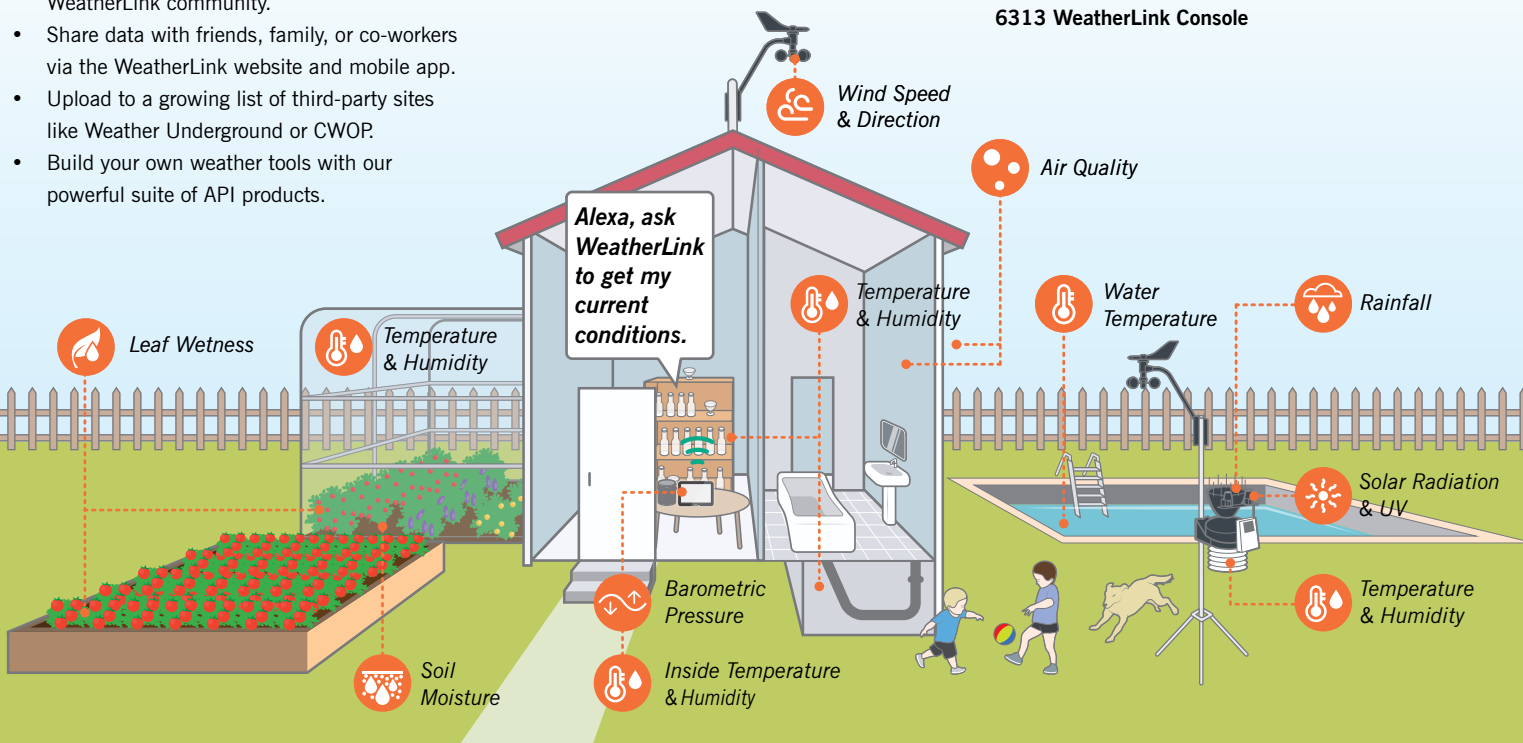 WeatherLink community.
• Share data with friends, family, or co-workers
via the WeatherLink website and mobile app.
• Upload to a growing list of third-party sites
like Weather Underground or CWOP.
• Build your own weather tools with our
powerful suite of API products.
6313 WeatherLink Console
Wind Speed
& Direction
Air Quality
Alexa, ask
WeatherLink
to get my
current
conditions.
Temperature
& Humidity
Water
Temperature
Rainfall
Leaf Wetness
Temperature
& Humidity
Solar Radiation
& UV
Barometric
Pressure
Temperature
& Humidity
Soil
Moisture
Inside Temperature
& Humidity